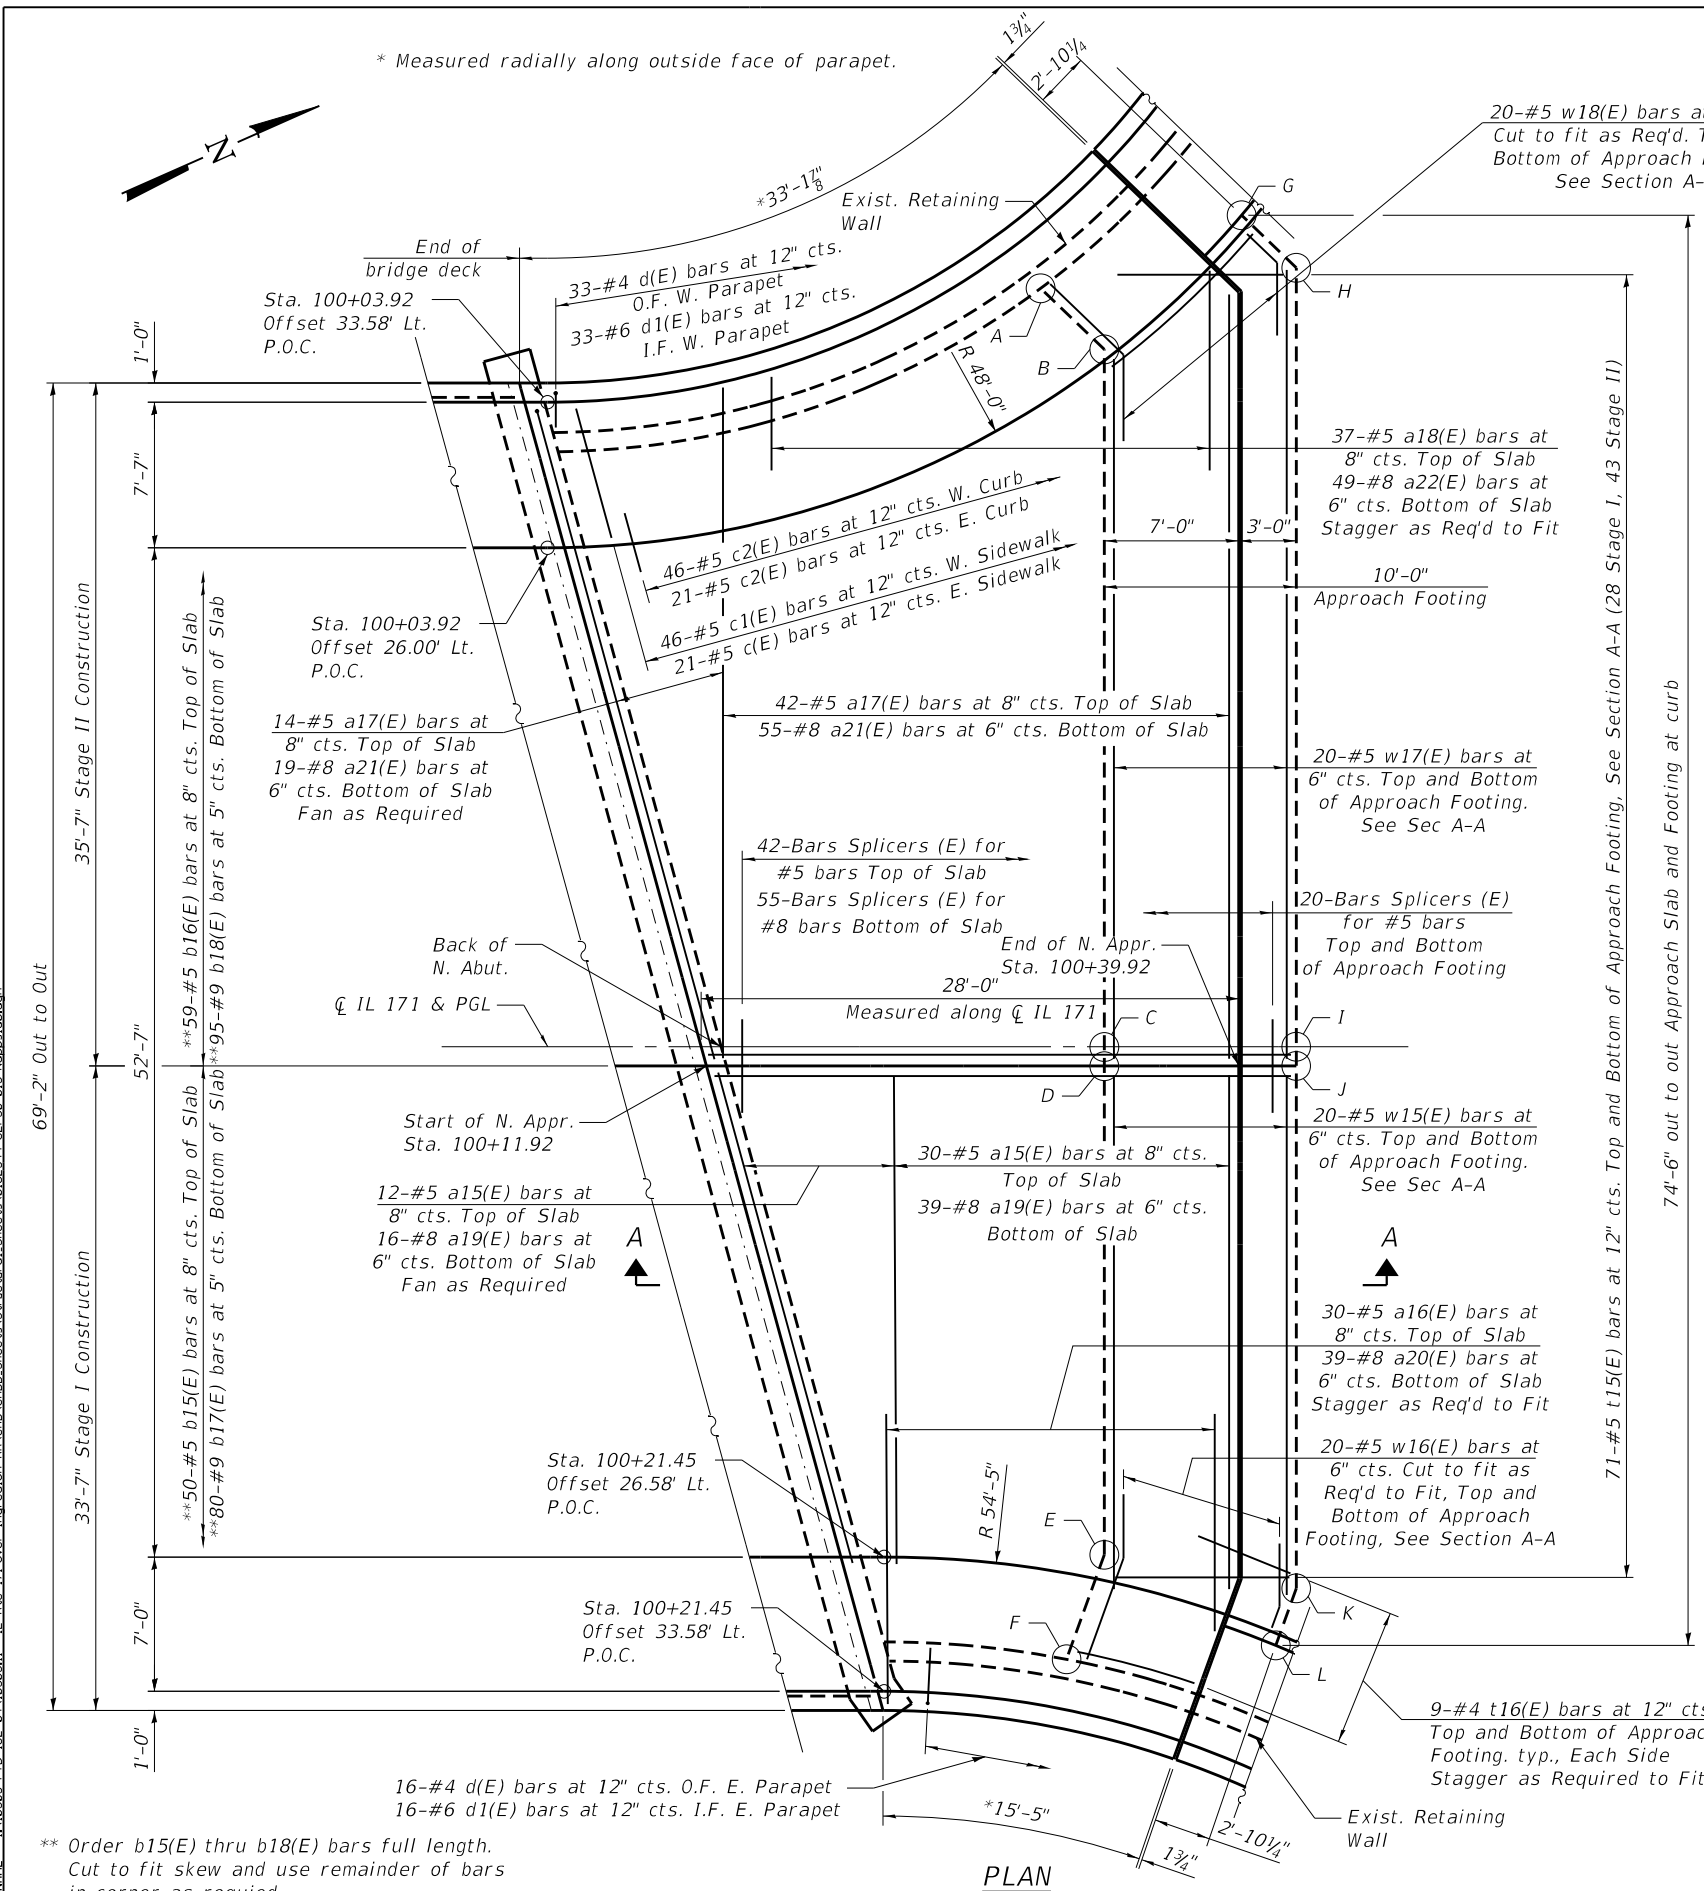 * Measured radially along outside face of parapet.
N
1¾"
2'-10¼
*33'-1⅞"
Exist. Retaining
Wall
20-#5 w18(E) bars a
Cut to fit as Req'd. T
Bottom of Approach
See Section A-
G
H
End of
bridge deck
Sta. 100+03.92
Offset 33.58' Lt.
P.O.C.
33-#4 d(E) bars at 12" cts.
O.F. W. Parapet
33-#6 d1(E) bars at 12" cts.
I.F. W. Parapet
A
B
R 48'-0"
1'-0"
7'-7"
37-#5 a18(E) bars at
8" cts. Top of Slab
49-#8 a22(E) bars at
6" cts. Bottom of Slab
Stagger as Req'd to Fit
46-#5 c2(E) bars at 12" cts. W. Curb
21-#5 c2(E) bars at 12" cts. E. Curb
46-#5 c1(E) bars at 12" cts. W. Sidewalk
21-#5 c(E) bars at 12" cts. E. Sidewalk
7'-0"
3'-0"
10'-0"
Approach Footing
Sta. 100+03.92
Offset 26.00' Lt.
P.O.C.
14-#5 a17(E) bars at
8" cts. Top of Slab
19-#8 a21(E) bars at
6" cts. Bottom of Slab
Fan as Required
42-#5 a17(E) bars at 8" cts. Top of Slab
55-#8 a21(E) bars at 6" cts. Bottom of Slab
20-#5 w17(E) bars at
6" cts. Top and Bottom
of Approach Footing.
See Sec A-A
42-Bars Splicers (E) for
#5 bars Top of Slab
55-Bars Splicers (E) for
#8 bars Bottom of Slab
20-Bars Splicers (E)
for #5 bars
Top and Bottom
of Approach Footing
Back of
N. Abut.
℄ IL 171 & PGL
End of N. Appr.
Sta. 100+39.92
28'-0"
Measured along ℄ IL 171
C
I
D
J
69'-2" Out to Out
35'-7" Stage II Construction
33'-7" Stage I Construction
52'-7"
**59-#5 b16(E) bars at 8" cts. Top of Slab
**95-#9 b18(E) bars at 5" cts. Bottom of Slab
**50-#5 b15(E) bars at 8" cts. Top of Slab
**80-#9 b17(E) bars at 5" cts. Bottom of Slab
Start of N. Appr.
Sta. 100+11.92
20-#5 w15(E) bars at
6" cts. Top and Bottom
of Approach Footing.
See Sec A-A
12-#5 a15(E) bars at
8" cts. Top of Slab
16-#8 a19(E) bars at
6" cts. Bottom of Slab
Fan as Required
30-#5 a15(E) bars at 8" cts.
Top of Slab
39-#8 a19(E) bars at 6" cts.
Bottom of Slab
A
A
71-#5 t15(E) bars at 12" cts. Top and Bottom of Approach Footing, See Section A-A (28 Stage I, 43 Stage II)
74'-6" out to out Approach Slab and Footing at curb
30-#5 a16(E) bars at
8" cts. Top of Slab
39-#8 a20(E) bars at
6" cts. Bottom of Slab
Stagger as Req'd to Fit
20-#5 w16(E) bars at
6" cts. Cut to fit as
Req'd to Fit, Top and
Bottom of Approach
Footing, See Section A-A
Sta. 100+21.45
Offset 26.58' Lt.
P.O.C.
R 54'-5"
E
F
K
L
Sta. 100+21.45
Offset 33.58' Lt.
P.O.C.
7'-0"
1'-0"
9-#4 t16(E) bars at 12" cts
Top and Bottom of Approac
Footing. typ., Each Side
Stagger as Required to Fit
16-#4 d(E) bars at 12" cts. O.F. E. Parapet
16-#6 d1(E) bars at 12" cts. I.F. E. Parapet
*15'-5"
2'-10¼"
1¾"
Exist. Retaining
Wall
** Order b15(E) thru b18(E) bars full length.
Cut to fit skew and use remainder of bars
in corner as requied
PLAN